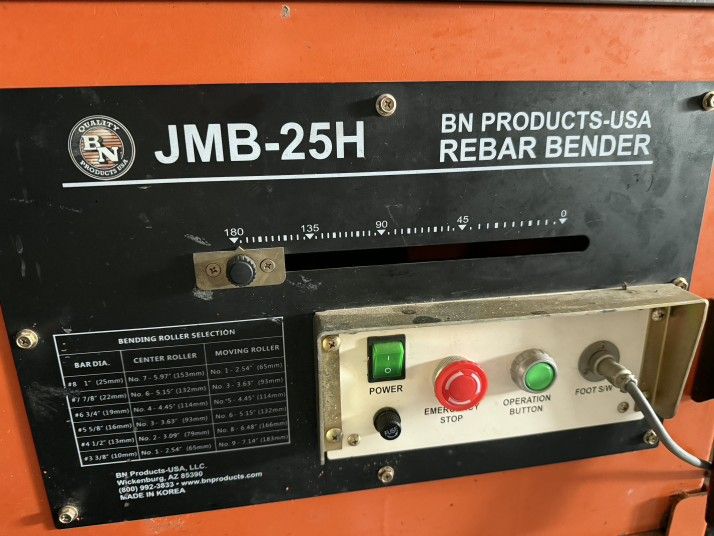 QUALITY
BN
PRODUCTS USA
JMB-25H
BN PRODUCTS-USA
REBAR BENDER
180 135 90 45 0
BENDING ROLLER SELECTION
BAR DIA. CENTER ROLLER MOVING ROLLER
#8 1" (25mm) No. 7 - 5.97" (153mm) No. 1 - 2.54" (65mm)
#7 7/8" (22mm) No. 6 - 5.15" (132mm) No. 3 - 3.63" (93mm)
#6 3/4" (19mm) No. 4 - 4.45" (114mm) No. 5 - 4.45" (114mm)
#5 5/8" (16mm) No. 3 - 3.63" (93mm) No. 6 - 5.15" (132mm)
#4 1/2" (13mm) No. 2 - 3.09" (79mm) No. 8 - 6.48" (166mm)
#3 3/8" (10mm) No. 1 - 2.54" (65mm) No. 9 - 7.14" (183mm)
BN Products-USA, LLC.
Wickenburg, AZ 85390
(800) 992-3833 • www.bnproducts.com
MADE IN KOREA
POWER
FUSE
EMERGENCY
STOP
OPERATION
BUTTON
FOOT S/W